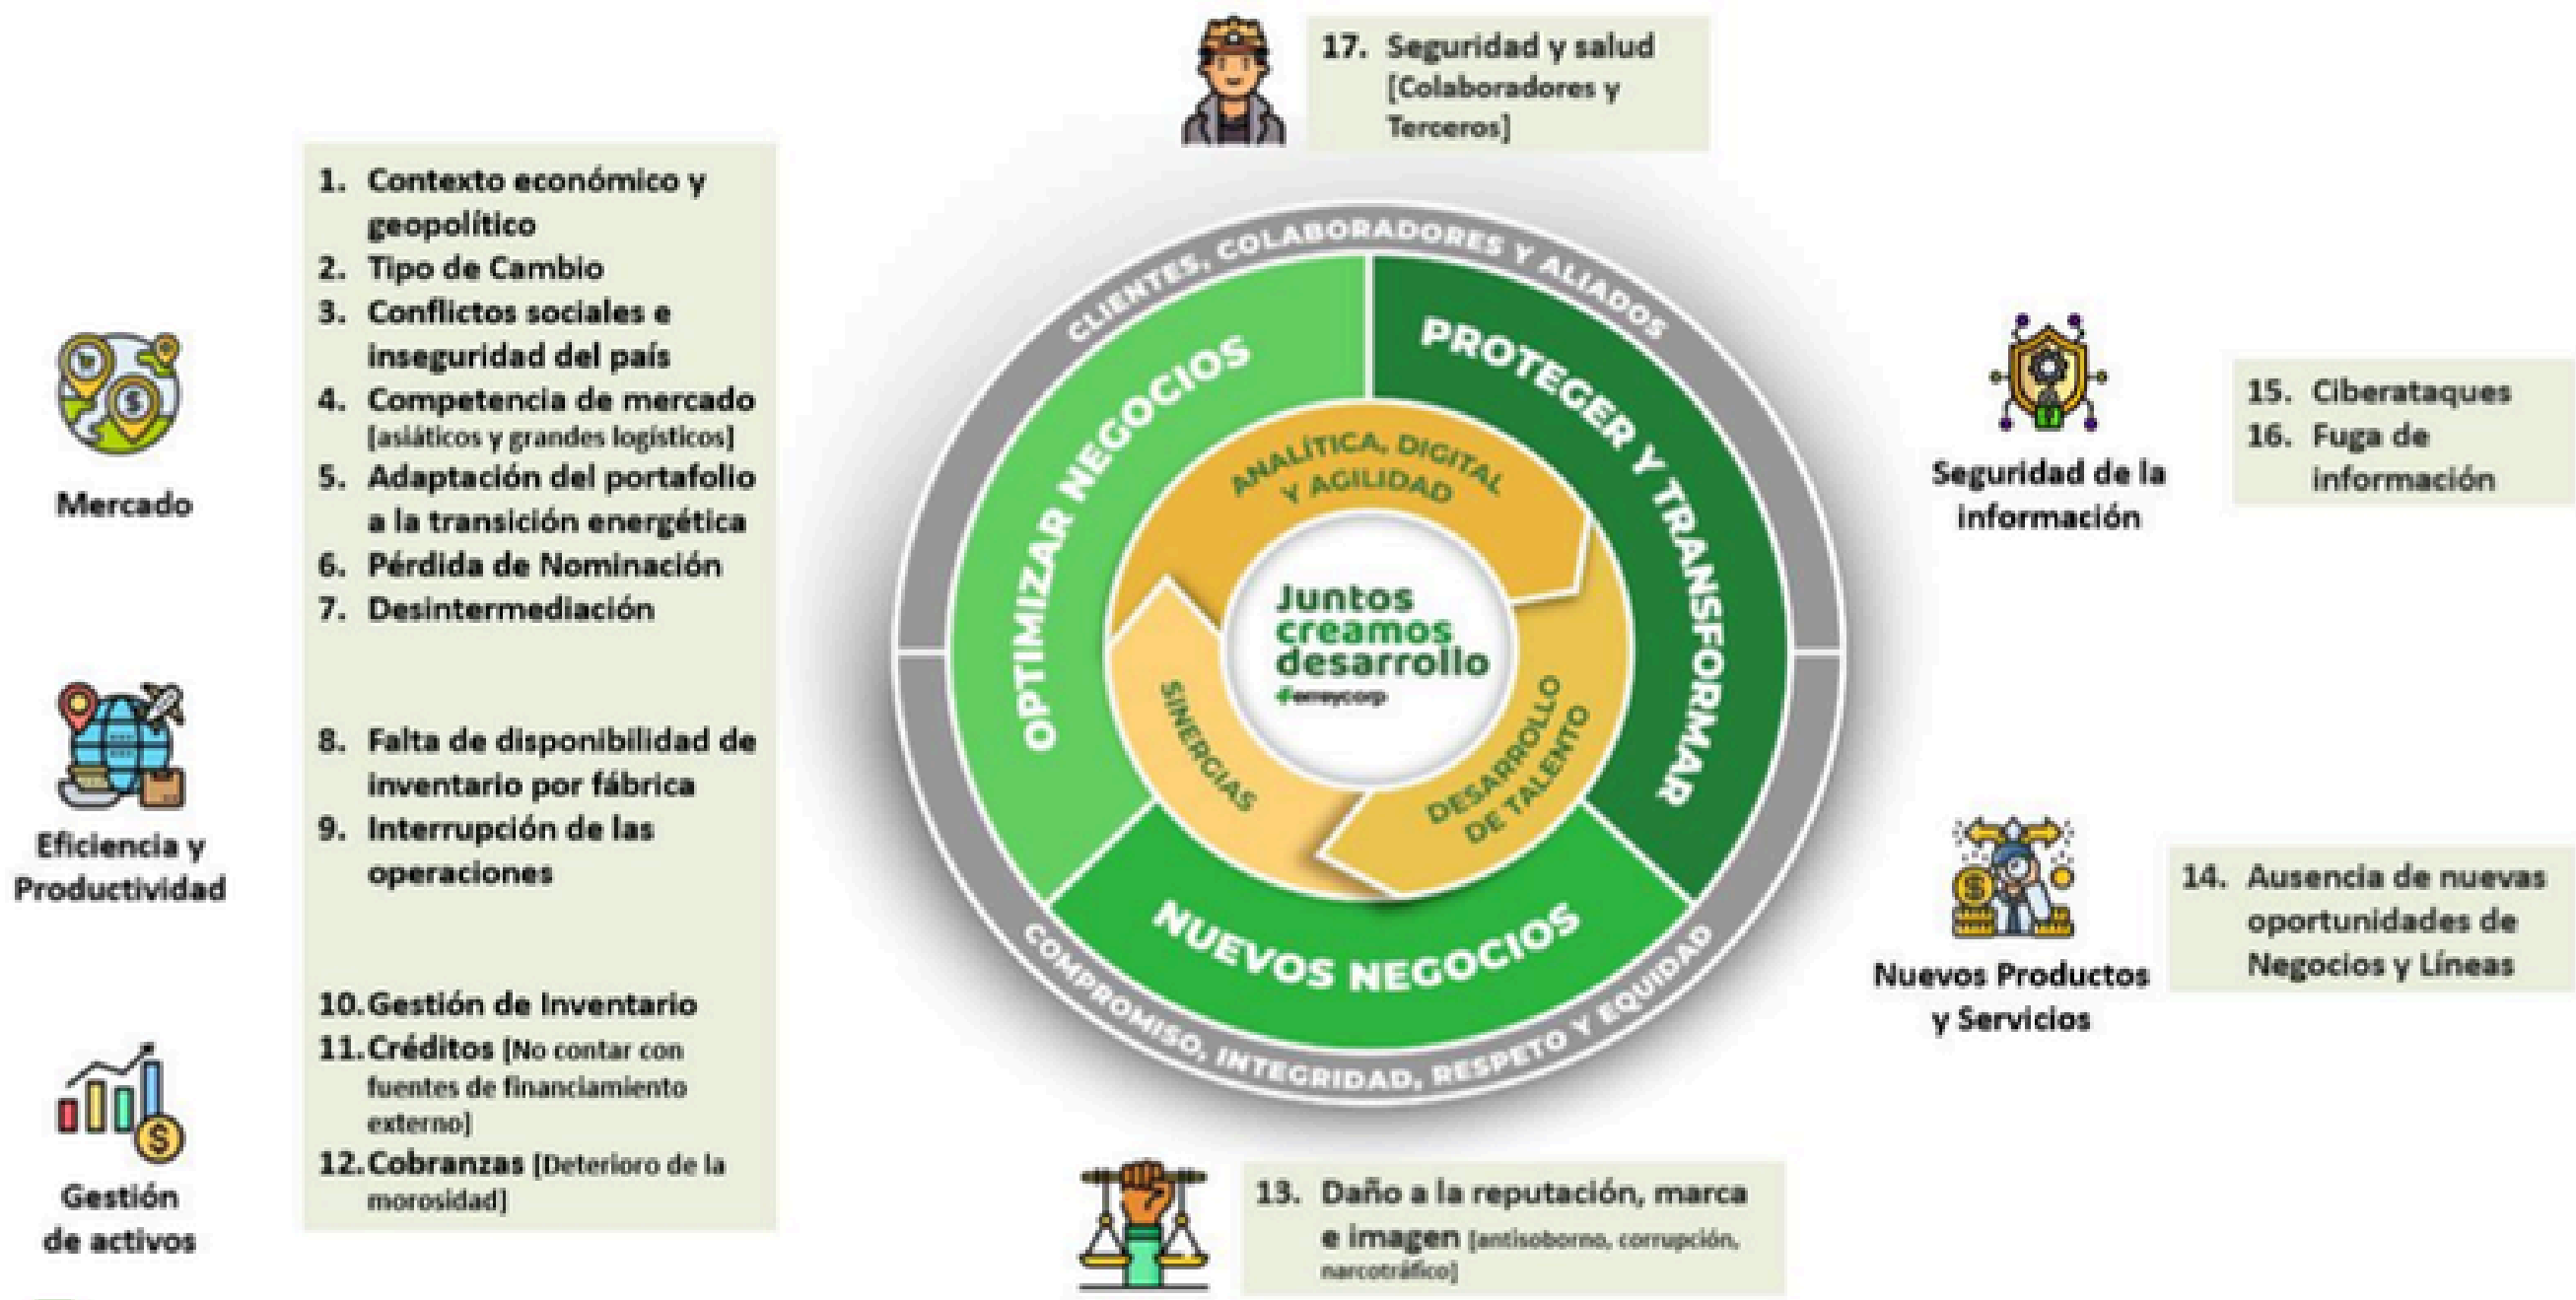 17. Seguridad y salud
[Colaboradores y
Terceros]
1. Contexto económico y
geopolítico
2. Tipo de Cambio
3. Conflictos sociales e
inseguridad del país
4. Competencia de mercado
[asiáticos y grandes logísticos]
5. Adaptación del portafolio
a la transición energética
6. Pérdida de Nominación
7. Desintermediación
Mercado
8. Falta de disponibilidad de
inventario por fábrica
9. Interrupción de las
operaciones
Eficiencia y
Productividad
10. Gestión de Inventario
11. Créditos [No contar con
fuentes de financiamiento
externo]
12. Cobranzas [Deterioro de la
morosidad]
Gestión
de activos
CLIENTES, COLABORADORES Y ALIADOS
OPTIMIZAR NEGOCIOS
PROTEGER Y TRANSFORMAR
NUEVOS NEGOCIOS
COMPROMISO, INTEGRIDAD, RESPETO Y EQUIDAD
ANALÍTICA, DIGITAL
Y AGILIDAD
DESARROLLO
DE TALENTO
SINERGIAS
Juntos
creamos
desarrollo
Ferreycorp
Seguridad de la
información
15. Ciberataques
16. Fuga de
información
Nuevos Productos
y Servicios
14. Ausencia de nuevas
oportunidades de
Negocios y Líneas
13. Daño a la reputación, marca
e imagen [antisoborno, corrupción,
narcotráfico]